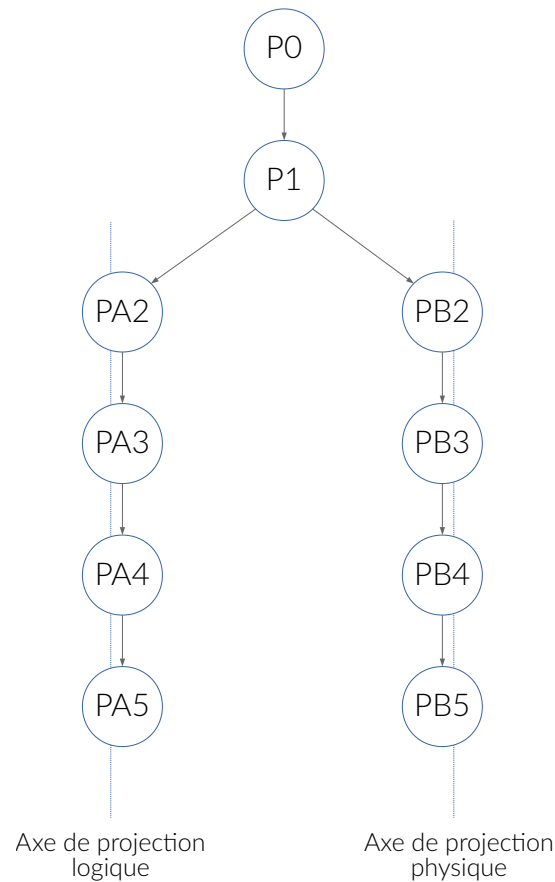 P0
P1
PA2
PB2
PA3
PB3
PA4
PB4
PA5
PB5
Axe de projection
logique
Axe de projection
physique